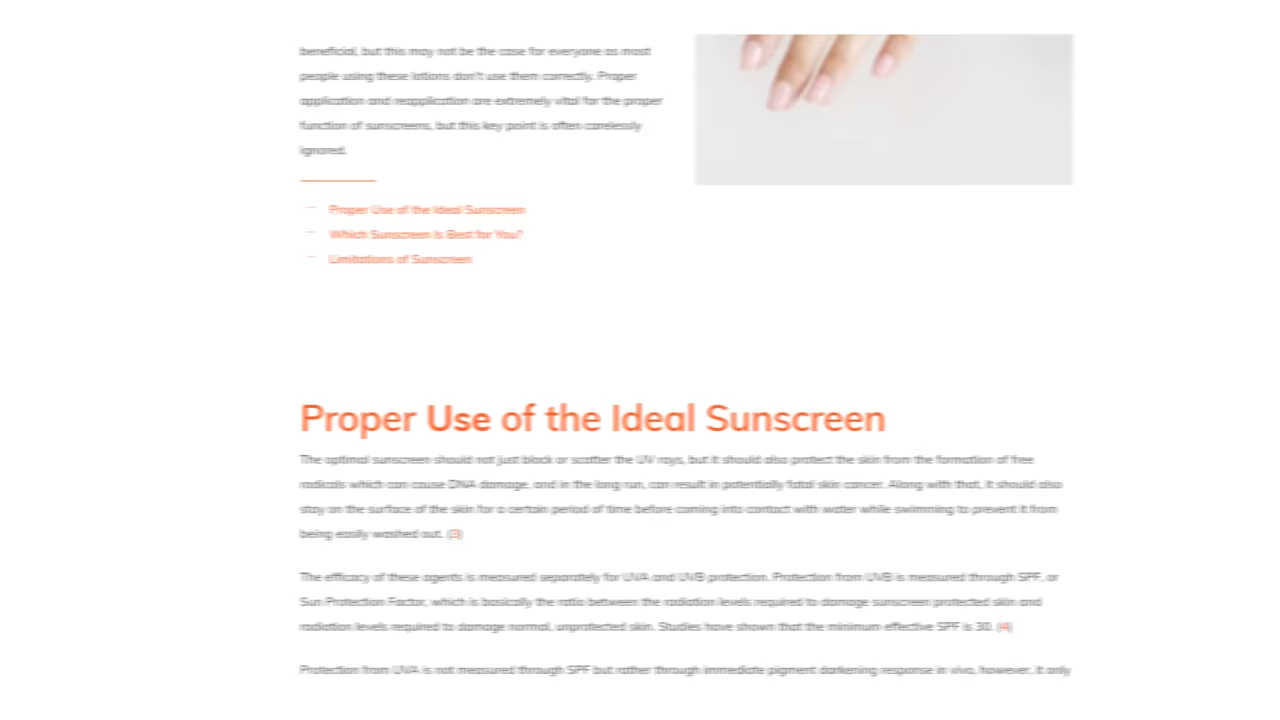 beneficial, but this may not be the case for everyone as most
people using these lotions don't use them correctly. Proper
application and reapplication are extremely vital for the proper
function of sunscreens, but this key point is often carelessly
ignored.
Proper Use of the Ideal Sunscreen
Which Sunscreen Is Best for You?
Limitations of Sunscreen
Proper Use of the Ideal Sunscreen
The optimal sunscreen should not just block or scatter the UV rays, but it should also protect the skin from the formation of free
radicals which can cause DNA damage, and in the long run, can result in potentially fatal skin cancer. Along with that, it should also
stay on the surface of the skin for a certain period of time before coming into contact with water while swimming to prevent it from
being easily washed out. (3)
The efficacy of these agents is measured separately for UVA and UVB protection. Protection from UVB is measured through SPF, or
Sun Protection Factor, which is basically the ratio between the radiation levels required to damage sunscreen protected skin and
radiation levels required to damage normal, unprotected skin. Studies have shown that the minimum effective SPF is 30. (4)
Protection from UVA is not measured through SPF but rather through immediate pigment darkening response in vivo, however, it only